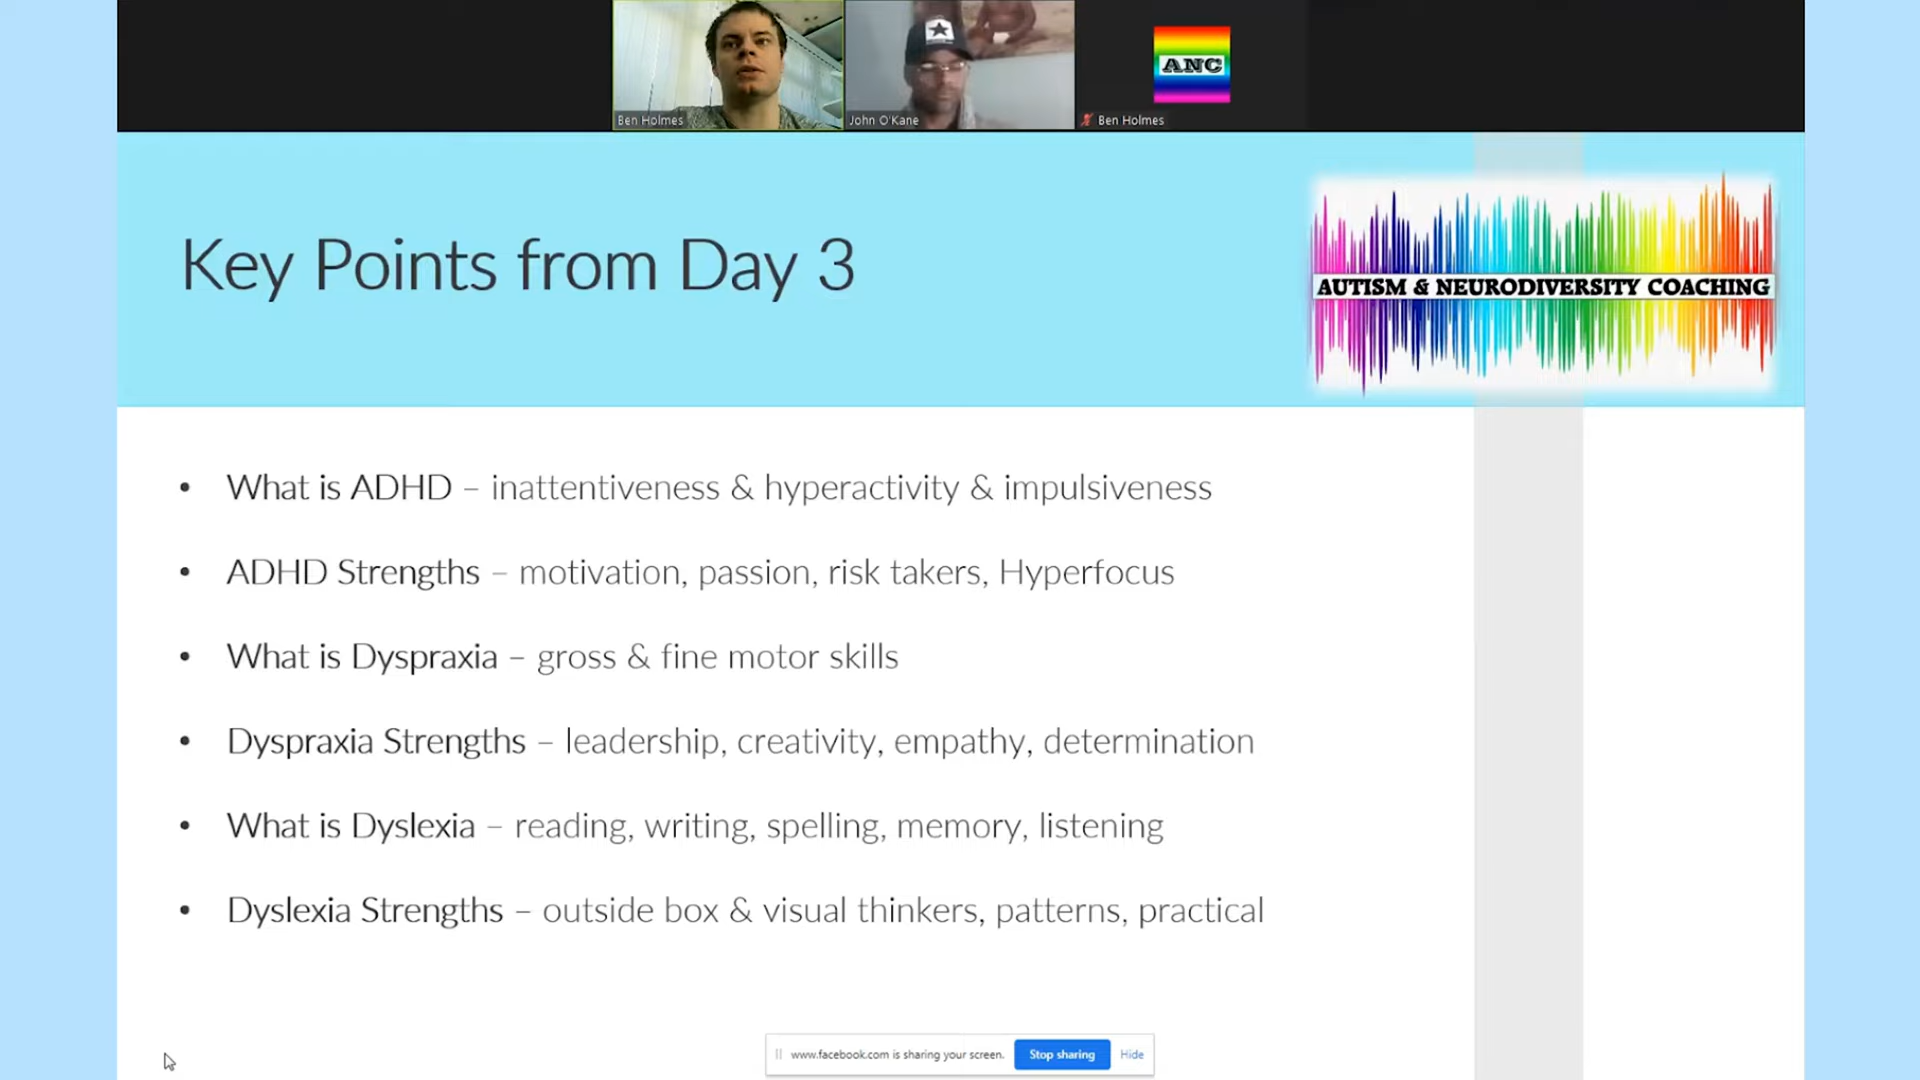 Ben Holmes
John O'Kane
ANC
Ben Holmes
Key Points from Day 3
AUTISM & NEURODIVERSITY COACHING
• What is ADHD – inattentiveness & hyperactivity & impulsiveness
• ADHD Strengths – motivation, passion, risk takers, Hyperfocus
• What is Dyspraxia – gross & fine motor skills
• Dyspraxia Strengths – leadership, creativity, empathy, determination
• What is Dyslexia – reading, writing, spelling, memory, listening
• Dyslexia Strengths – outside box & visual thinkers, patterns, practical
www.facebook.com is sharing your screen. Stop sharing Hide